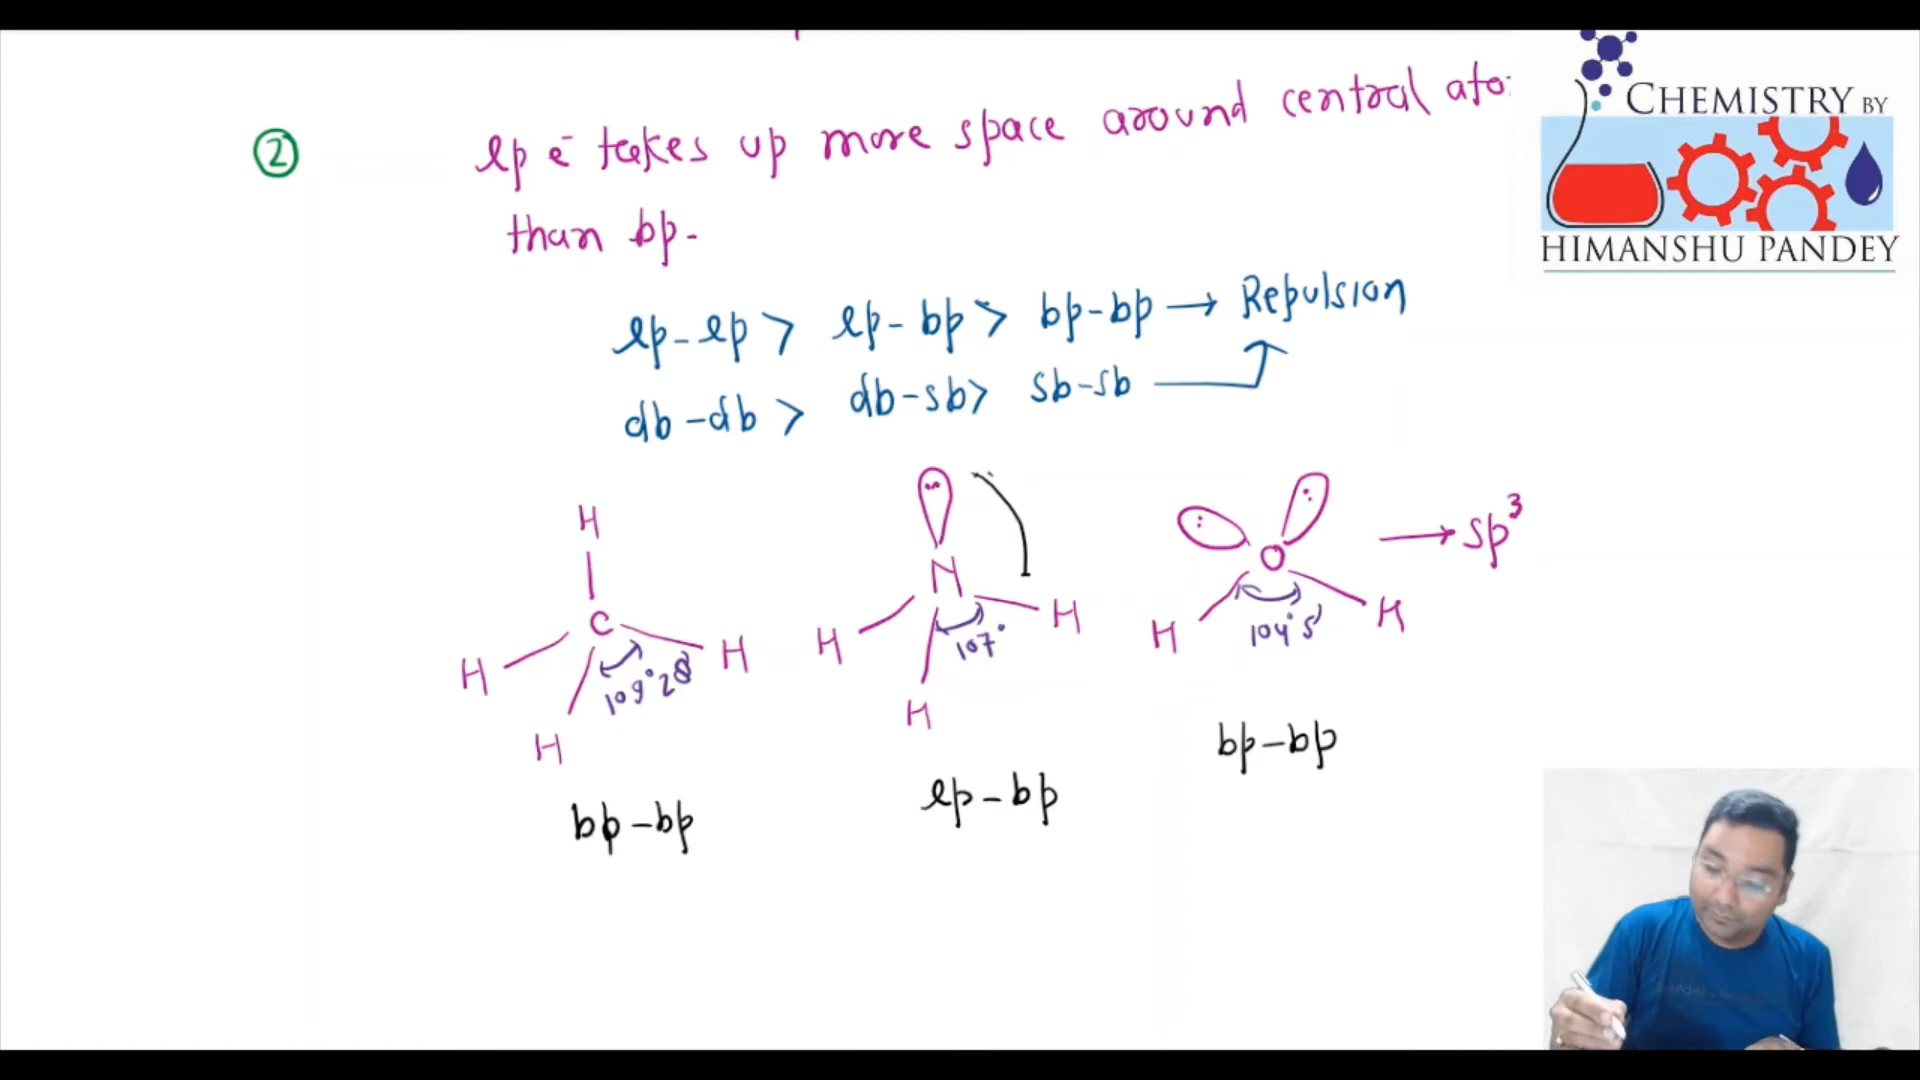 CHEMISTRY BY
HIMANSHU PANDEY
② lp e⁻ takes up more space around central ato
than bp-
lp-lp > lp-bp > bp-bp → Repulsion
db-db > db-sb > sb-sb
H
C
H
H
H
109°28
N
H
H
H
107°
O
H
H
104°5'
→ sp³
bp-bp
lp-bp
bp-bp